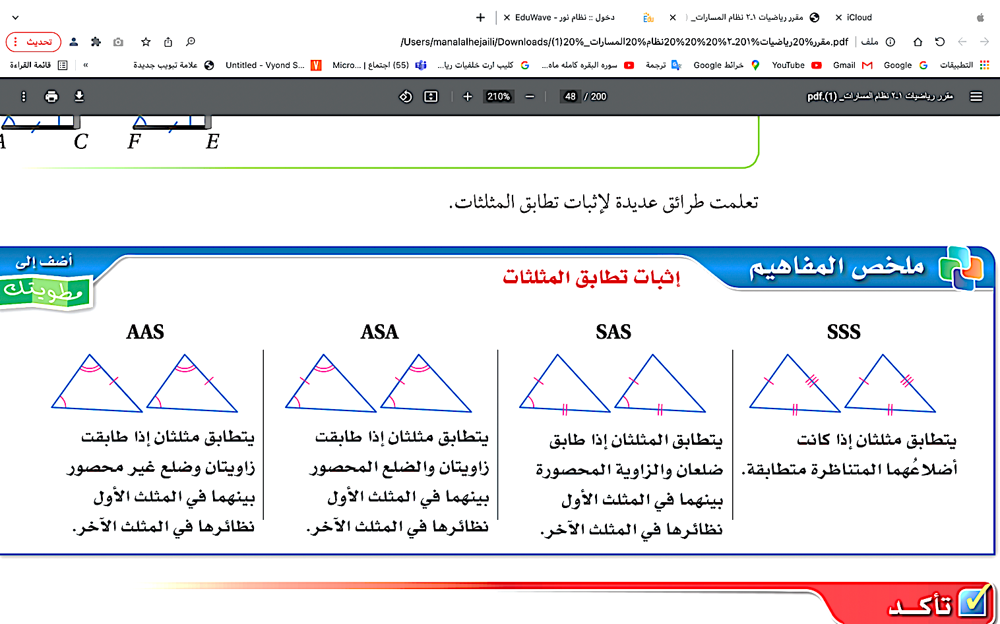 iCloud
مقرر رياضيات ١-٢ نظام المسارات_ (
دخول :: نظام نور - EduWave
تحديث
ملف
/Users/manalalhejaili/Downloads/(1)20%_مقرر%20رياضيات%201ـ٢%20%20%20نظام%20المسارات.pdf
التطبيقات
Google
Gmail
YouTube
خرائط Google
ترجمة
سوره البقره كامله ماه...
كليب ارت خلفيات ريا...
(55) اجتماع | Micro...
Untitled - Vyond S...
علامة تبويب جديدة
»
قائمة القراءة
مقرر رياضيات ١-٢ نظام المسارات_ (1).pdf
48 / 200
210%
A C F E
تعلمت طرائق عديدة لإثبات تطابق المثلثات.
ملخص المفاهيم
أضف إلى
مطويتك
إثبات تطابق المثلثات
SSS
يتطابق مثلثان إذا كانت
أضلاعُهما المتناظرة متطابقة.
SAS
يتطابق المثلثان إذا طابق
ضلعان والزاوية المحصورة
بينهما في المثلث الأول
نظائرها في المثلث الآخر.
ASA
يتطابق مثلثان إذا طابقت
زاويتان والضلع المحصور
بينهما في المثلث الأول
نظائرها في المثلث الآخر.
AAS
يتطابق مثلثان إذا طابقت
زاويتان وضلع غير محصور
بينهما في المثلث الأول
نظائرها في المثلث الآخر.
تأكد